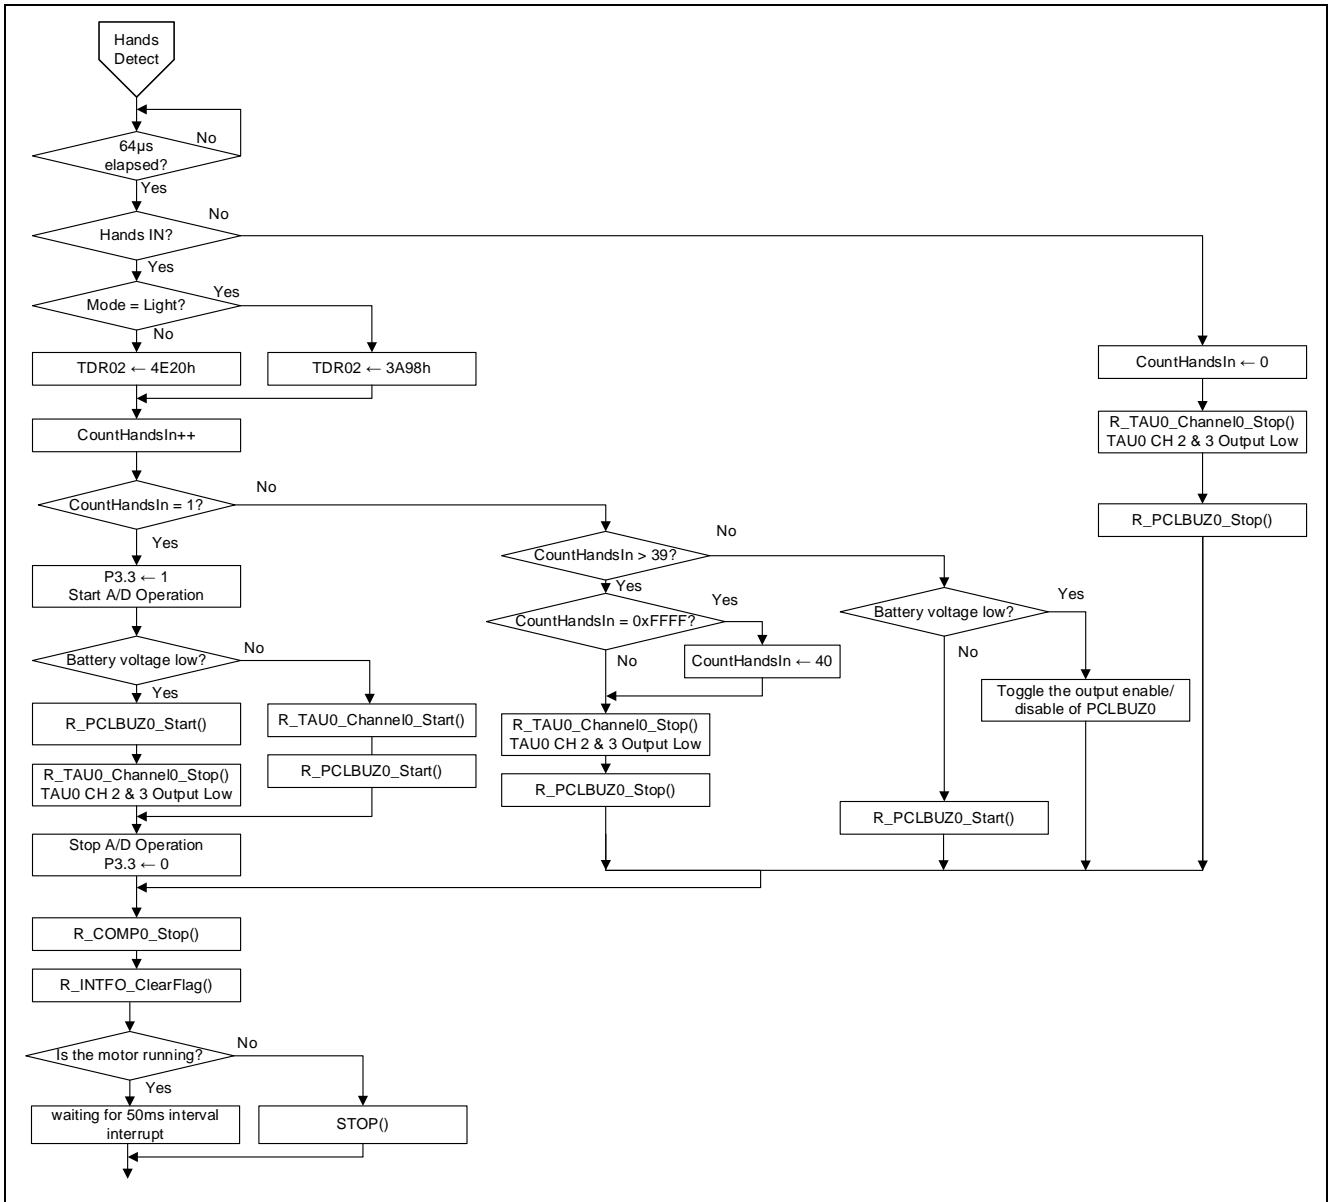 Hands
Detect
No
64µs
elapsed?
Yes
No
Hands IN?
Yes
Mode = Light?
Yes
No
TDR02 ← 4E20h
TDR02 ← 3A98h
CountHandsIn ← 0
R_TAU0_Channel0_Stop()
TAU0 CH 2 & 3 Output Low
R_PCLBUZ0_Stop()
CountHandsIn++
CountHandsIn = 1?
No
Yes
CountHandsIn > 39?
No
Yes
P3.3 ← 1
Start A/D Operation
CountHandsIn = 0xFFFF?
Yes
No
CountHandsIn ← 40
Battery voltage low?
Yes
No
Toggle the output enable/
disable of PCLBUZ0
Battery voltage low?
No
Yes
R_PCLBUZ0_Start()
R_TAU0_Channel0_Start()
R_TAU0_Channel0_Stop()
TAU0 CH 2 & 3 Output Low
R_TAU0_Channel0_Stop()
TAU0 CH 2 & 3 Output Low
R_PCLBUZ0_Start()
R_PCLBUZ0_Stop()
R_PCLBUZ0_Start()
Stop A/D Operation
P3.3 ← 0
R_COMP0_Stop()
R_INTFO_ClearFlag()
Is the motor running?
No
Yes
waiting for 50ms interval
interrupt
STOP()